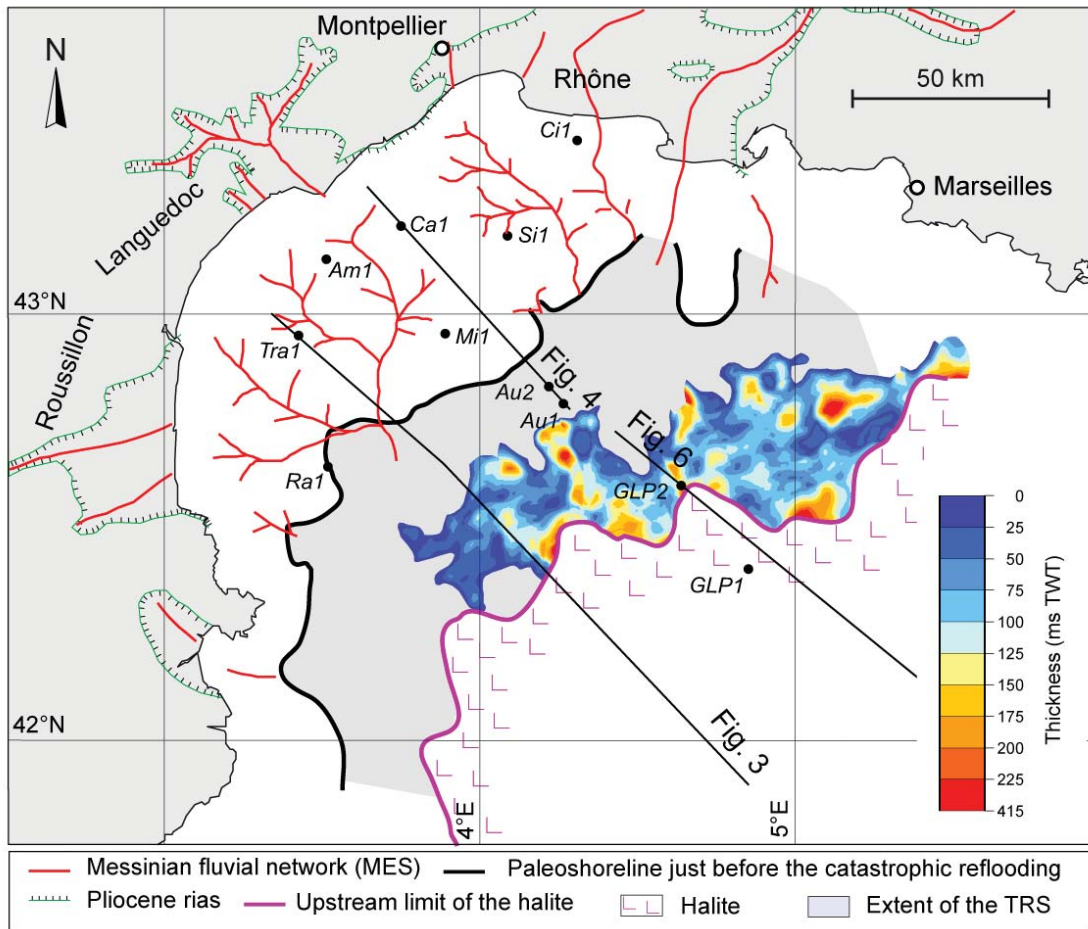 Montpellier
N
Rhône
50 km
Ci1
Marseilles
Languedoc
Ca1
Si1
Am1
43°N
Roussillon
Tra1
Mi1
Fig. 4
Au2
Au1
Fig. 6
Ra1
GLP2
GLP1
0
25
50
75
100
125
150
175
200
225
415
Thickness (ms TWT)
42°N
Fig. 3
4°E
5°E
Messinian fluvial network (MES)
Paleoshoreline just before the catastrophic reflooding
Pliocene rias
Upstream limit of the halite
Halite
Extent of the TRS